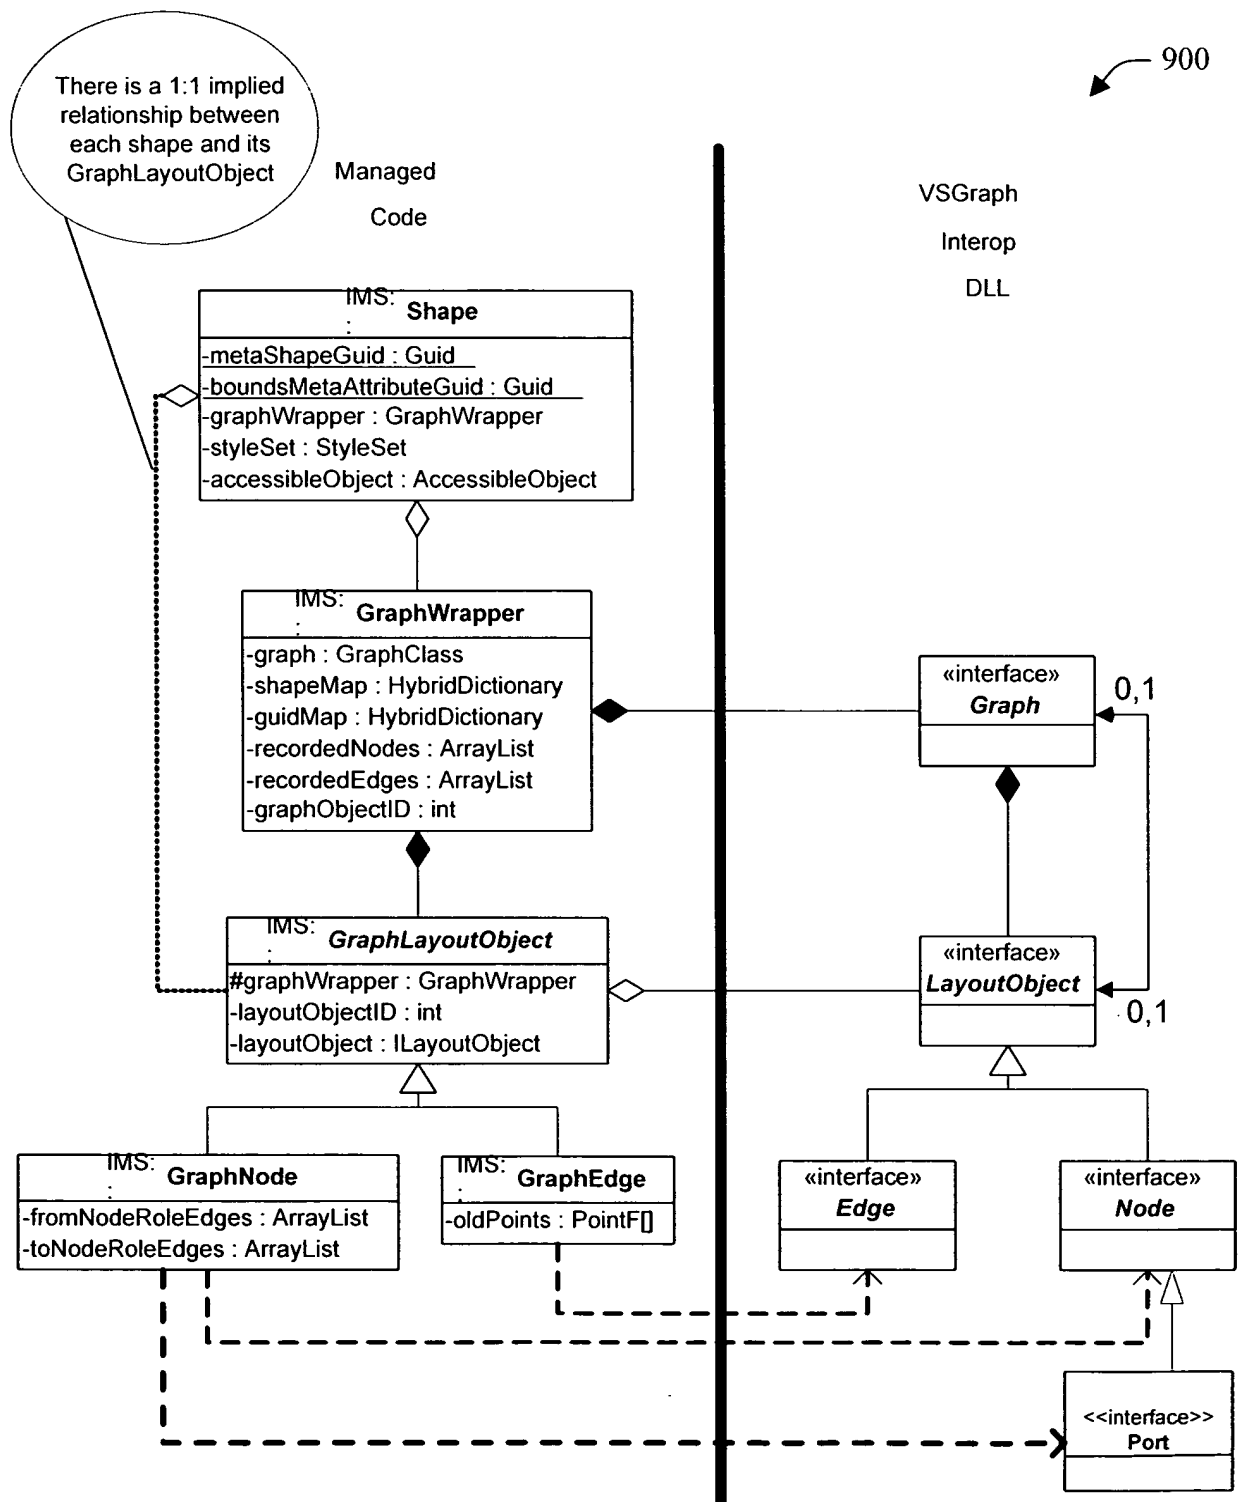 There is a 1:1 implied
relationship between
each shape and its
GraphLayoutObject
900
Managed
Code
VSGraph
Interop
DLL
IMS:
: Shape
-metaShapeGuid : Guid
-boundsMetaAttributeGuid : Guid
-graphWrapper : GraphWrapper
-styleSet : StyleSet
-accessibleObject : AccessibleObject
IMS:
: GraphWrapper
-graph : GraphClass
-shapeMap : HybridDictionary
-guidMap : HybridDictionary
-recordedNodes : ArrayList
-recordedEdges : ArrayList
-graphObjectID : int
«interface»
Graph
0,1
IMS:
: GraphLayoutObject
#graphWrapper : GraphWrapper
-layoutObjectID : int
-layoutObject : ILayoutObject
«interface»
LayoutObject
0,1
IMS:
: GraphNode
-fromNodeRoleEdges : ArrayList
-toNodeRoleEdges : ArrayList
IMS:
: GraphEdge
-oldPoints : PointF[]
«interface»
Edge
«interface»
Node
<<interface>>
Port